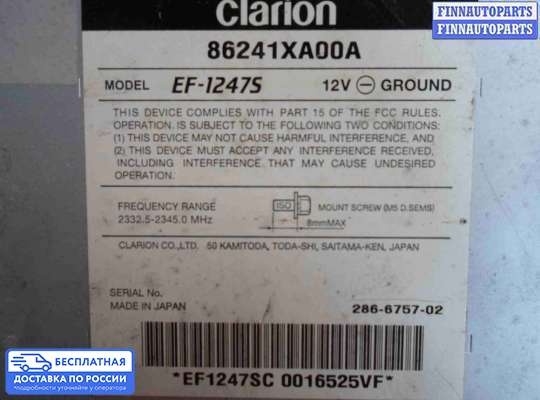 clarion
FINNAUTOPARTS
FINNAUTOPARTS
86241XA00A
MODEL EF-1247S 12V ⊖ GROUND
THIS DEVICE COMPLIES WITH PART 15 OF THE FCC RULES.
OPERATION. IS SUBJECT TO THE FOLLOWING TWO CONDITIONS:
(1) THIS DEVICE MAY NOT CAUSE HARMFUL INTERFERENCE, AND
(2) THIS DEVICE MUST ACCEPT ANY INTERFERENCE RECEIVED,
INCLUDING INTERFERENCE THAT MAY CAUSE UNDESIRED
OPERATION.
FREQUENCY RANGE
2332.5-2345.0 MHz
ISO
MOUNT SCREW (M5 D.SEMS)
8mmMAX
CLARION CO.,LTD. 50 KAMITODA, TODA-SHI, SAITAMA-KEN, JAPAN
SERIAL No.
MADE IN JAPAN
286-6757-02
*EF1247SC 0016525VF*
БЕСПЛАТНАЯ
ДОСТАВКА ПО РОССИИ